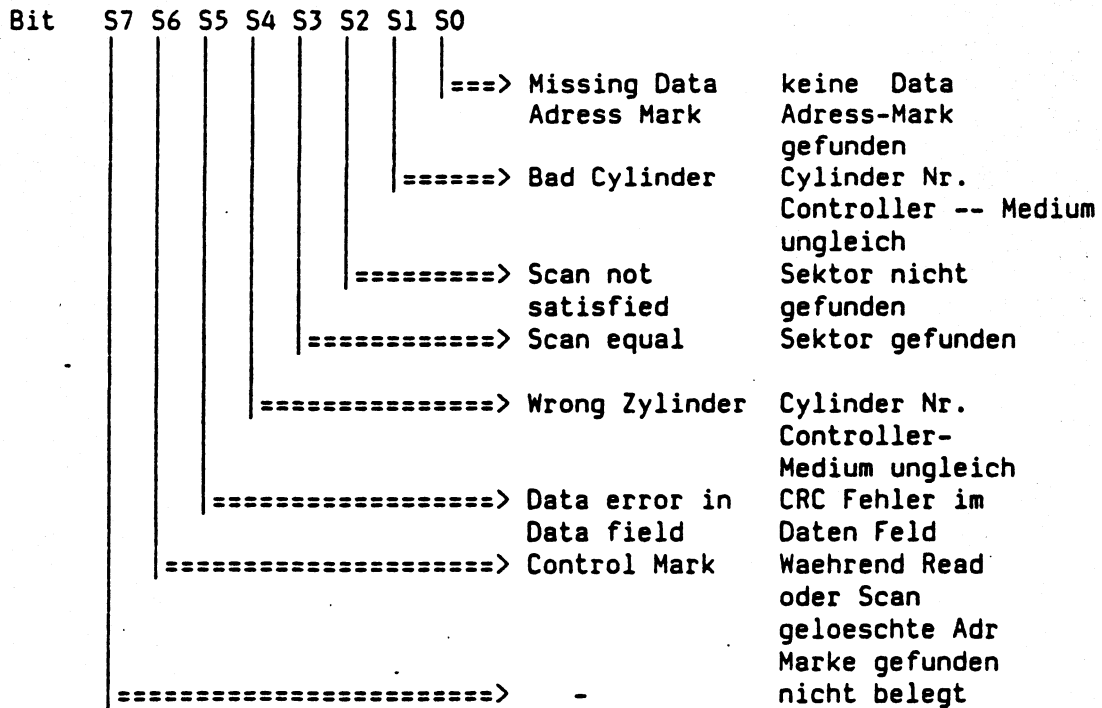 Bit S7 S6 S5 S4 S3 S2 S1 S0
===> Missing Data keine Data
Adress Mark Adress-Mark
gefunden
======> Bad Cylinder Cylinder Nr.
Controller -- Medium
ungleich
=========> Scan not Sektor nicht
satisfied gefunden
============> Scan equal Sektor gefunden
===============> Wrong Zylinder Cylinder Nr.
Controller-
Medium ungleich
==================> Data error in CRC Fehler im
Data field Daten Feld
=====================> Control Mark Waehrend Read
oder Scan
geloeschte Adr
Marke gefunden
========================> - nicht belegt